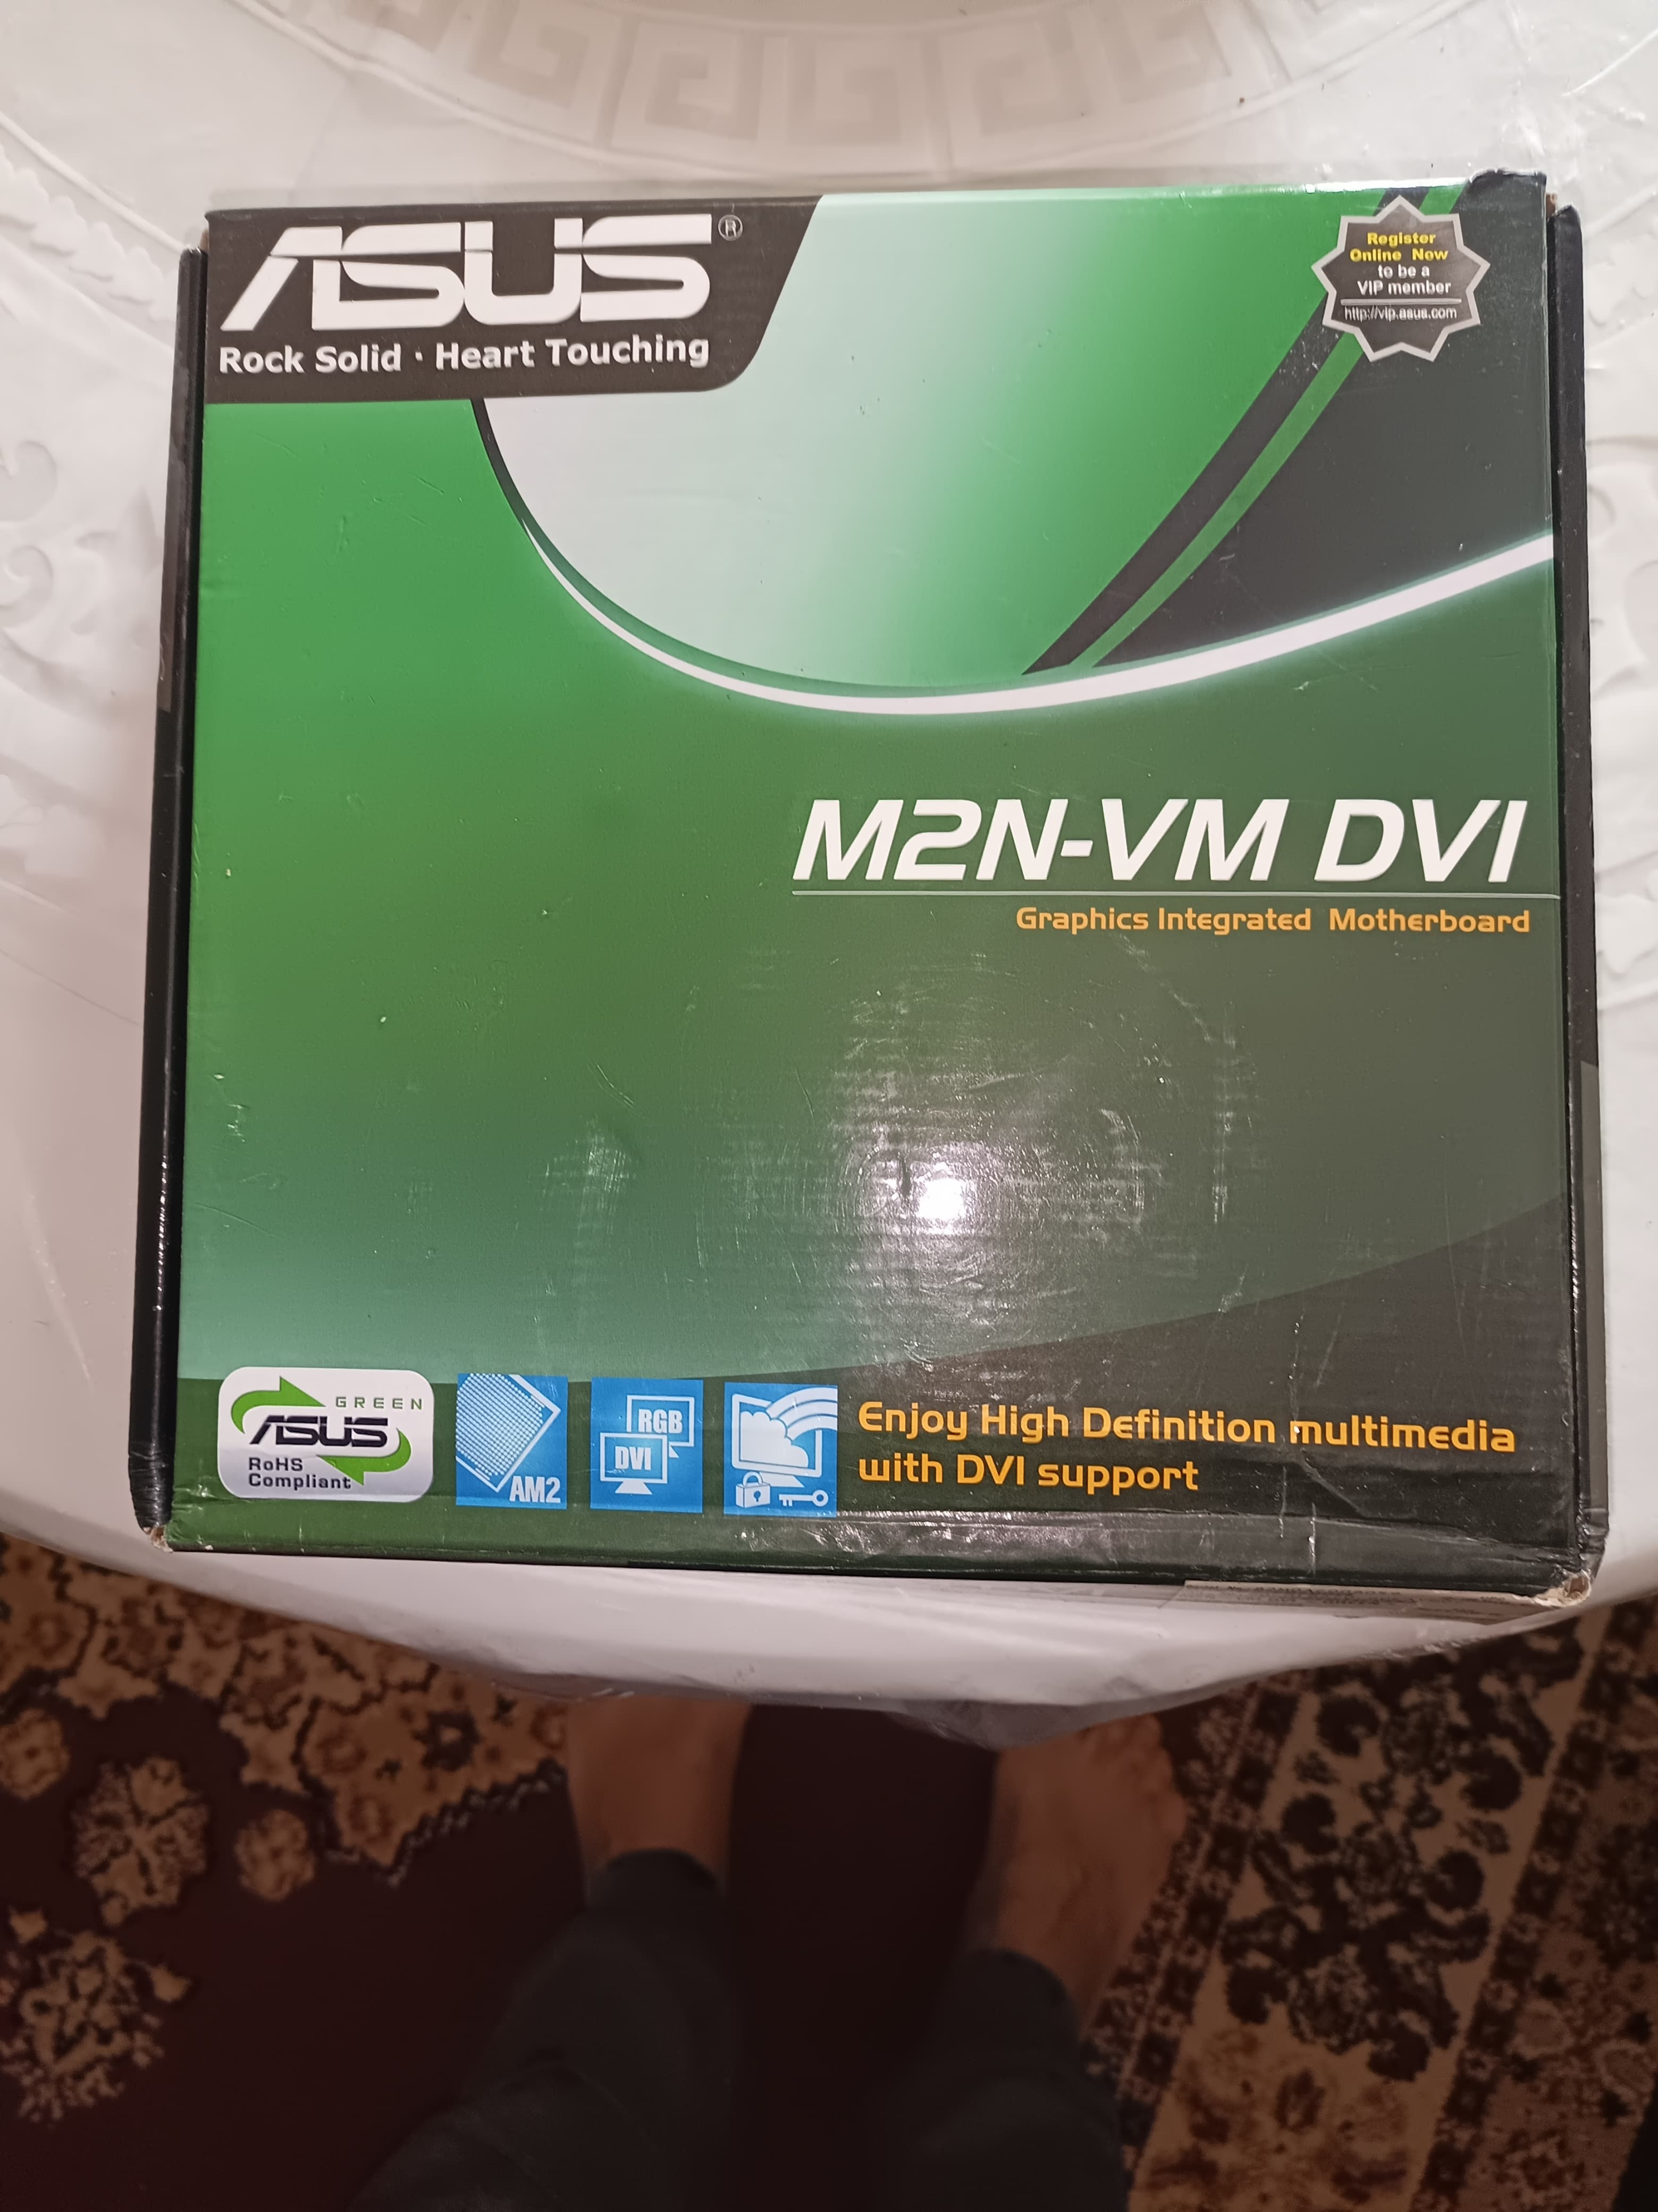 ASUS®
Rock Solid · Heart Touching
Register
Online Now
to be a
VIP member
http://vip.asus.com
M2N-VM DVI
Graphics Integrated Motherboard
GREEN
ASUS
RoHS
Compliant
AM2
RGB
DVI
Enjoy High Definition multimedia
with DVI support